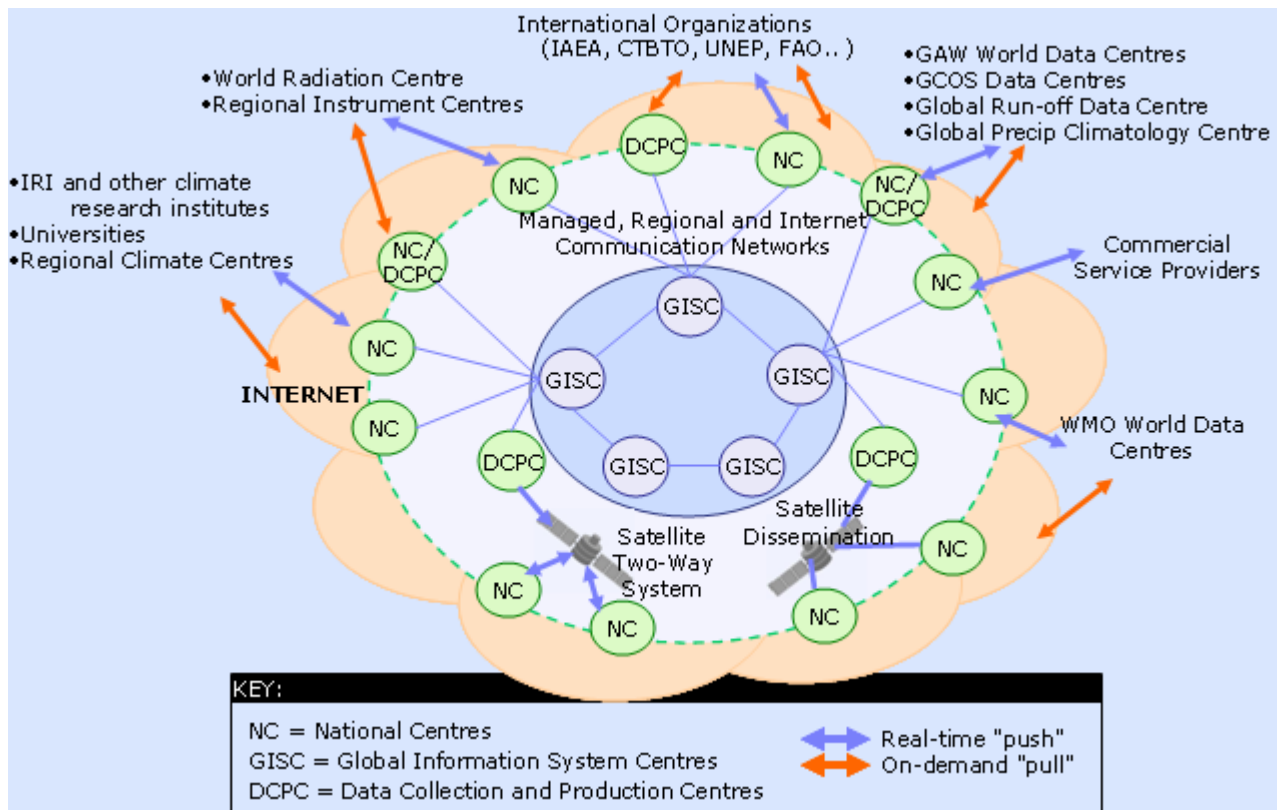 International Organizations
(IAEA, CTBTO, UNEP, FAO.. )
•GAW World Data Centres
•GCOS Data Centres
•Global Run-off Data Centre
•Global Precip Climatology Centre
•World Radiation Centre
•Regional Instrument Centres
•IRI and other climate
research institutes
•Universities
•Regional Climate Centres
DCPC
NC
NC
NC/
DCPC
Managed, Regional and Internet
Communication Networks
NC/
DCPC
Commercial
Service Providers
NC
GISC
NC
GISC
GISC
INTERNET
NC
NC
WMO World Data
Centres
DCPC
GISC
GISC
DCPC
Satellite
Two-Way
System
Satellite
Dissemination
NC
NC
NC
NC
KEY:
NC = National Centres
GISC = Global Information System Centres
DCPC = Data Collection and Production Centres
Real-time "push"
On-demand "pull"